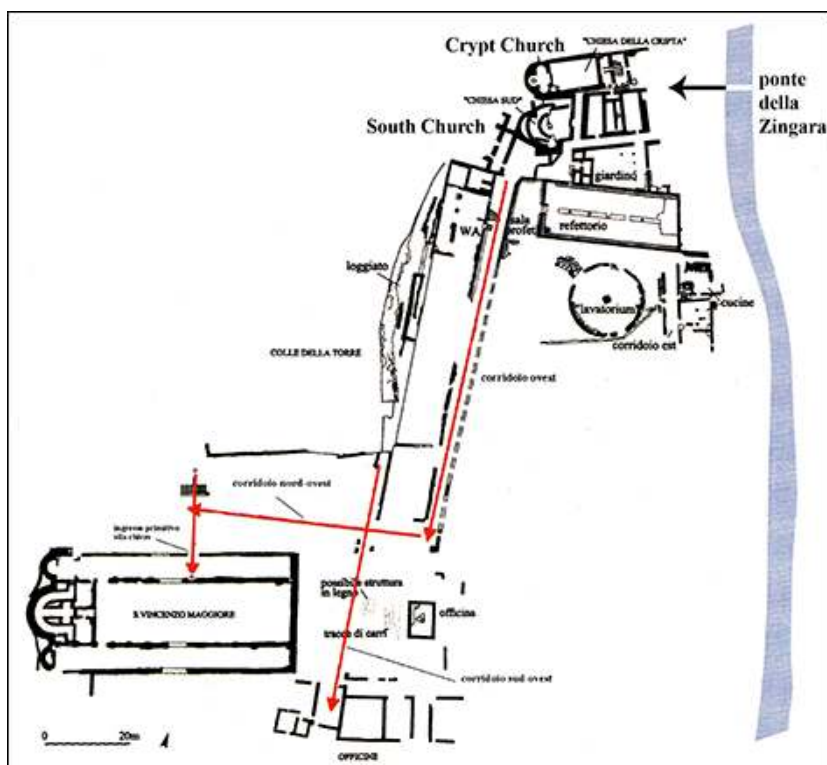 Crypt Church
"CHIESA DELLA CRIPTA"
ponte
della
Zingara
"CHIESA SUD"
South Church
giardino
W.A.
sala
profeti
refettorio
loggiato
lavatorium
cucine
corridoio est
COLLE DELLA TORRE
corridoio ovest
corridoio nord-ovest
ingresso primitivo
alla chiesa
possibile struttura
in legno
S.VINCENZO MAGGIORE
officina
tracce di carri
corridoio sud ovest
0 20m
OFFICINE